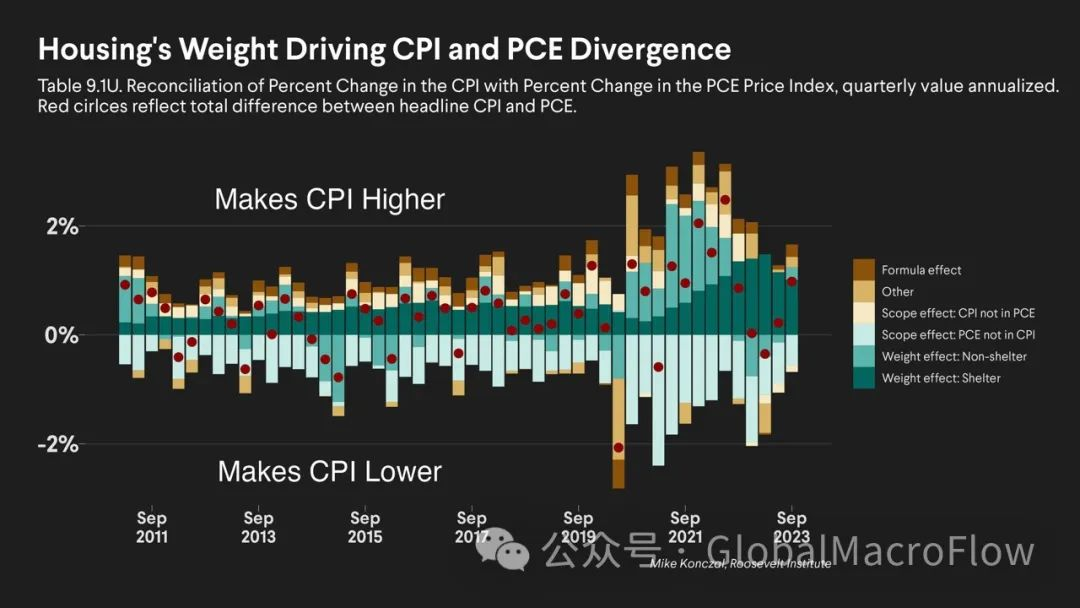 Housing's Weight Driving CPI and PCE Divergence
Table 9.1U. Reconciliation of Percent Change in the CPI with Percent Change in the PCE Price Index, quarterly value annualized.
Red cirlces reflect total difference between headline CPI and PCE.
Makes CPI Higher
2%
0%
-2%
Makes CPI Lower
Formula effect
Other
Scope effect: CPI not in PCE
Scope effect: PCE not in CPI
Weight effect: Non-shelter
Weight effect: Shelter
Sep Sep Sep Sep Sep Sep Sep
2011 2013 2015 2017 2019 2021 2023
公众号 · GlobalMacroFlow
Mike Konczal, Roosevelt Institute